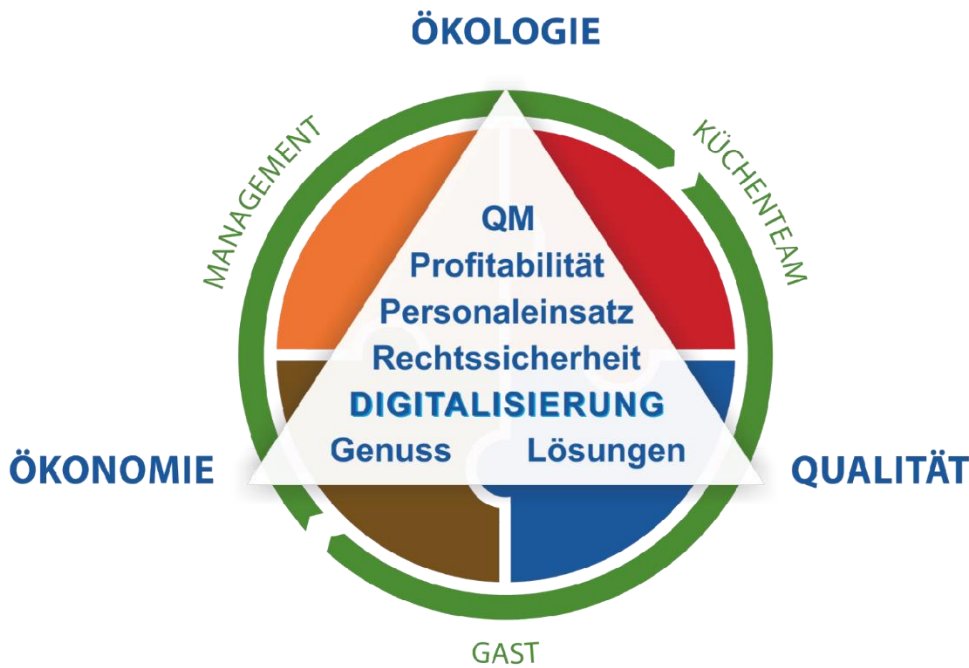 ÖKOLOGIE
MANAGEMENT
KÜCHENTEAM
QM
Profitabilität
Personaleinsatz
Rechtssicherheit
DIGITALISIERUNG
Genuss Lösungen
ÖKONOMIE
QUALITÄT
GAST